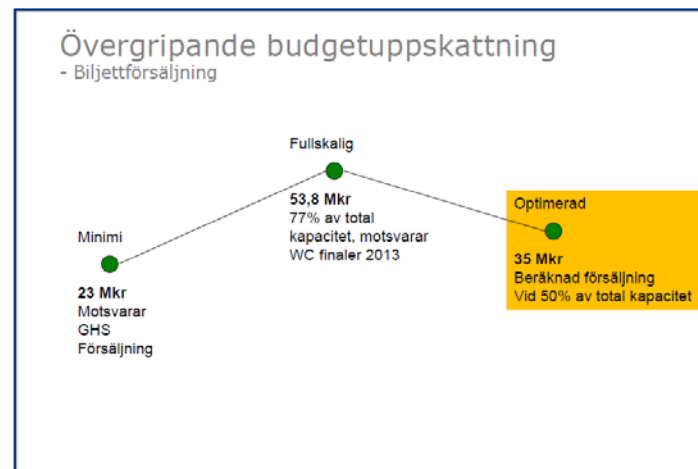 Övergripande budgetuppskattning
- Biljettförsäljning
Minimi
23 Mkr
Motsvarar
GHS
Försäljning
Fullskalig
53,8 Mkr
77% av total
kapacitet, motsvarar
WC finaler 2013
Optimerad
35 Mkr
Beräknad försäljning
Vid 50% av total kapacitet